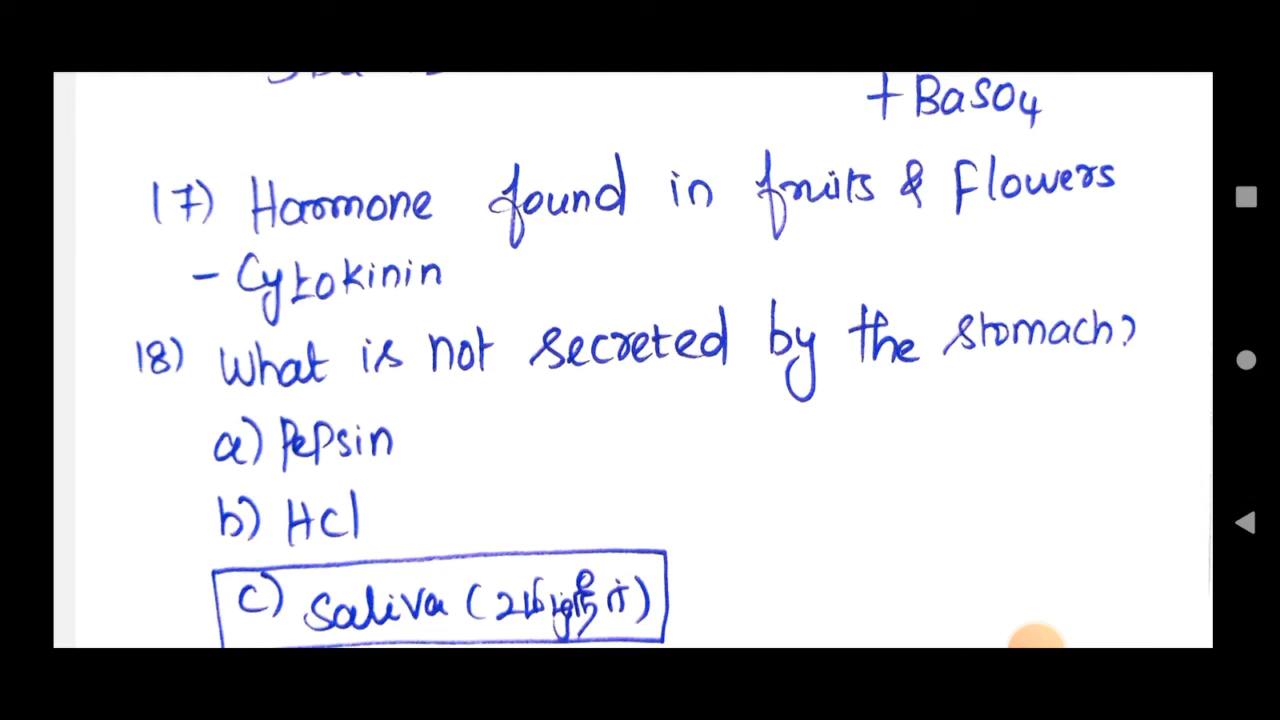 + BaSO4
17) Hormone found in fruits & Flowers
- Cytokinin
18) What is not secreted by the stomach?
a) Pepsin
b) HCl
c) Saliva (உமிழ்நீர்)